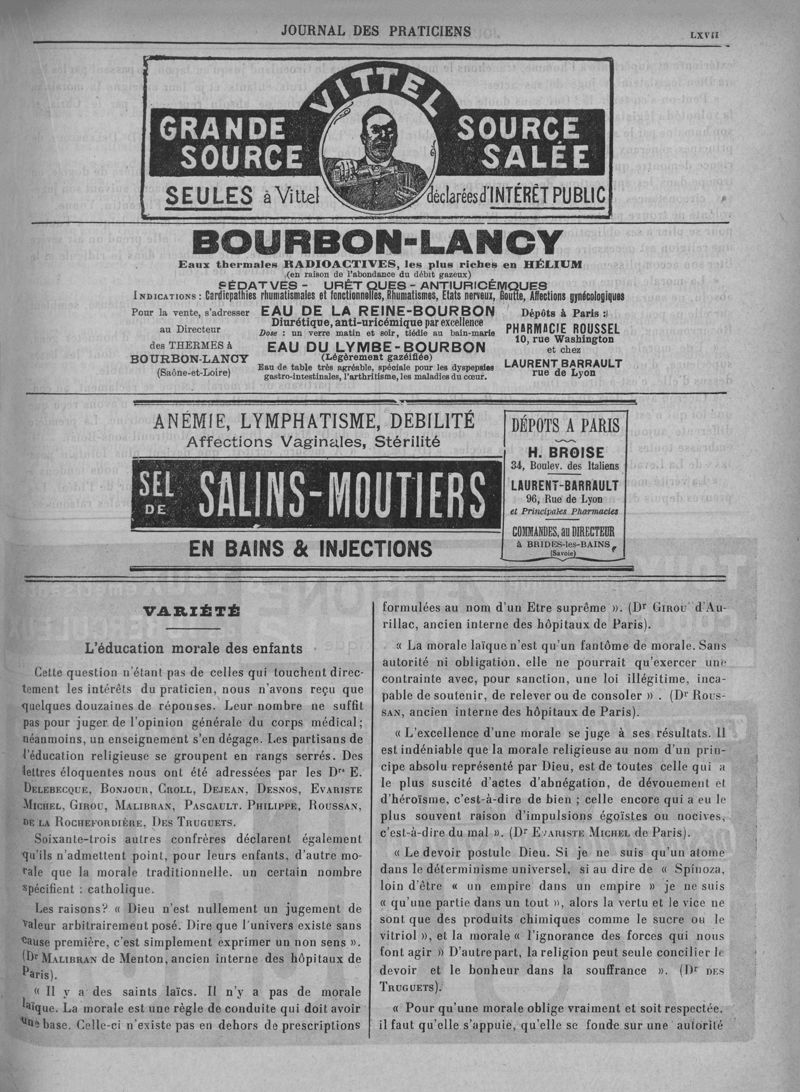 JOURNAL DES PRATICIENS
LXVII
VITTEL
GRANDE
SOURCE
SOURCE
SALÉE
SEULES à Vittel
déclarées d'INTÉRÊT PUBLIC
BOURBON-LANCY
Eaux thermales RADIOACTIVES, les plus riches en HÉLIUM
(en raison de l'abondance du débit gazeux)
SÉDATVES - URÉT QUES - ANTIURICÉMQUES
INDICATIONS : Cardiopathies rhumatismales et fonctionnelles, Rhumatismes, Etats nerveux, Goutte, Affections gynécologiques
Pour la vente, s'adresser
au Directeur
des THERMES à
BOURBON-LANCY
(Saône-et-Loire)
EAU DE LA REINE-BOURBON
Diurétique, anti-uricémique par excellence
Dose : un verre matin et soir, tiédie au bain-marie
EAU DU LYMBE-BOURBON
(Légèrement gazéifiée)
Eau de table très agréable, spéciale pour les dyspepsies
gastro-intestinales, l'arthritisme, les maladies du cœur.
Dépôts à Paris :
PHARMACIE ROUSSEL
10, rue Washington
et chez
LAURENT BARRAULT
rue de Lyon
ANÉMIE, LYMPHATISME, DÉBILITÉ
Affections Vaginales, Stérilité
SEL
DE
SALINS-MOUTIERS
EN BAINS & INJECTIONS
DÉPOTS A PARIS
H. BROISE
34, Boulev. des Italiens
LAURENT-BARRAULT
96, Rue de Lyon
et Principales Pharmacies
COMMANDES, au DIRECTEUR
à BRIDES-les-BAINS
(Savoie)
VARIÉTÉ
L'éducation morale des enfants
Cette question n'étant pas de celles qui touchent direc-
tement les intérêts du praticien, nous n'avons reçu que
quelques douzaines de réponses. Leur nombre ne suffit
pas pour juger de l'opinion générale du corps médical ;
néanmoins, un enseignement s'en dégage. Les partisans de
l'éducation religieuse se groupent en rangs serrés. Des
lettres éloquentes nous ont été adressées par les Drs E.
DELEBECQUE, BONJOUR, CROLL, DEJEAN, DESNOS, EVARISTE
MICHEL, GIROU, MALIBRAN, PASCAULT. PHILIPPE, ROUSSAN,
DE LA ROCHEFORDIÈRE, DES TRUGUETS.
Soixante-trois autres confrères déclarent également
qu'ils n'admettent point, pour leurs enfants, d'autre mo-
rale que la morale traditionnelle. un certain nombre
spécifient : catholique.
Les raisons? « Dieu n'est nullement un jugement de
valeur arbitrairement posé. Dire que l'univers existe sans
cause première, c'est simplement exprimer un non sens ».
(Dr MALIBRAN de Menton, ancien interne des hôpitaux de
Paris).
« Il y a des saints laïcs. Il n'y a pas de morale
laïque. La morale est une règle de conduite qui doit avoir
une base. Celle-ci n'existe pas en dehors de prescriptions
formulées au nom d'un Etre suprême ». (Dr GIROU d'Au-
rillac, ancien interne des hôpitaux de Paris).
« La morale laïque n'est qu'un fantôme de morale. Sans
autorité ni obligation, elle ne pourrait qu'exercer une
contrainte avec, pour sanction, une loi illégitime, inca-
pable de soutenir, de relever ou de consoler » . (Dr ROUS-
SAN, ancien interne des hôpitaux de Paris).
« L'excellence d'une morale se juge à ses résultats. Il
est indéniable que la morale religieuse au nom d'un prin-
cipe absolu représenté par Dieu, est de toutes celle qui a
le plus suscité d'actes d'abnégation, de dévouement et
d'héroïsme, c'est-à-dire de bien ; celle encore qui a eu le
plus souvent raison d'impulsions égoïstes ou nocives,
c'est-à-dire du mal ». (Dr EVARISTE MICHEL de Paris).
« Le devoir postule Dieu. Si je ne suis qu'un atome
dans le déterminisme universel, si au dire de « Spinoza,
loin d'être « un empire dans un empire » je ne suis
« qu'une partie dans un tout », alors la vertu et le vice ne
sont que des produits chimiques comme le sucre ou le
vitriol », et la morale « l'ignorance des forces qui nous
font agir » D'autre part, la religion peut seule concilier le
devoir et le bonheur dans la souffrance ». (Dr DES
TRUGUETS).
« Pour qu'une morale oblige vraiment et soit respectée,
il faut qu'elle s'appuie, qu'elle se fonde sur une autorité